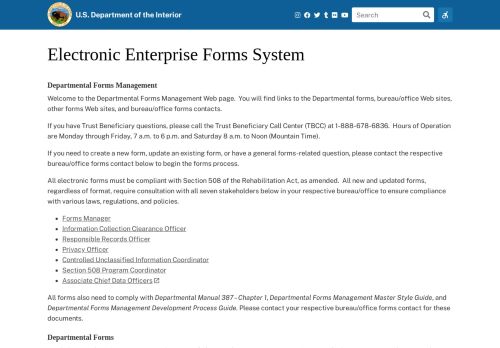 U.S. Department of the Interior
Search
Electronic Enterprise Forms System
Departmental Forms Management
Welcome to the Departmental Forms Management Web page. You will find links to the Departmental forms, bureau/office Web sites,
other forms Web sites, and bureau/office forms contacts.
If you have Trust Beneficiary questions, please call the Trust Beneficiary Call Center (TBCC) at 1-888-678-6836. Hours of Operation
are Monday through Friday, 7 a.m. to 6 p.m. and Saturday 8 a.m. to Noon (Mountain Time).
If you need to create a new form, update an existing form, or have a general forms-related question, please contact the respective
bureau/office forms contact below to begin the forms process.
All electronic forms must be compliant with Section 508 of the Rehabilitation Act, as amended. All new and updated forms,
regardless of format, require consultation with all seven stakeholders below in your respective bureau/office to ensure compliance
with various laws, regulations, and policies.
Forms Manager
Information Collection Clearance Officer
Responsible Records Officer
Privacy Officer
Controlled Unclassified Information Coordinator
Section 508 Program Coordinator
Associate Chief Data Officers
All forms also need to comply with Departmental Manual 387 – Chapter 1, Departmental Forms Management Master Style Guide, and
Departmental Forms Management Development Process Guide. Please contact your respective bureau/office forms contact for these
documents.
Departmental Forms